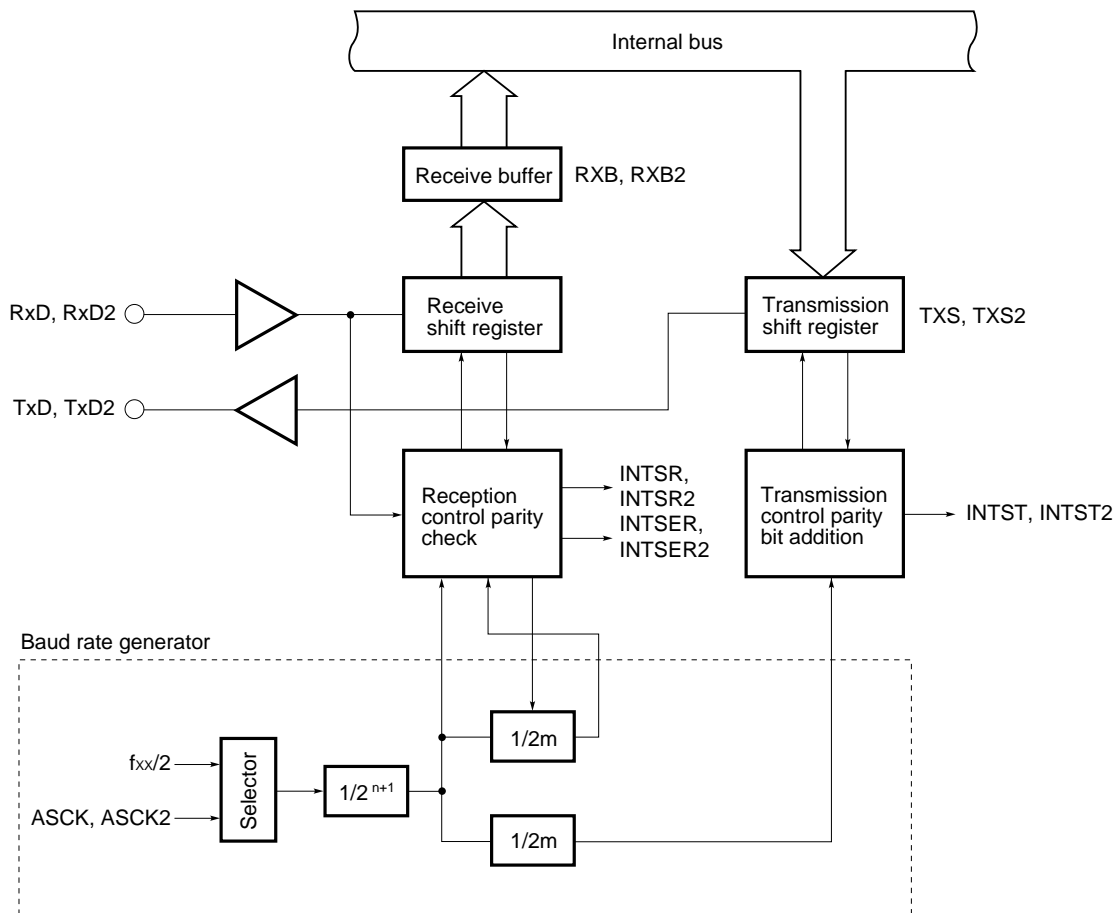 Internal bus
Receive buffer
RXB, RXB2
RxD, RxD2
Receive
shift register
Transmission
shift register
TXS, TXS2
TxD, TxD2
Reception
control parity
check
INTSR,
INTSR2
INTSER,
INTSER2
Transmission
control parity
bit addition
INTST, INTST2
Baud rate generator
fxx/2
ASCK, ASCK2
Selector
1/2 n+1
1/2m
1/2m